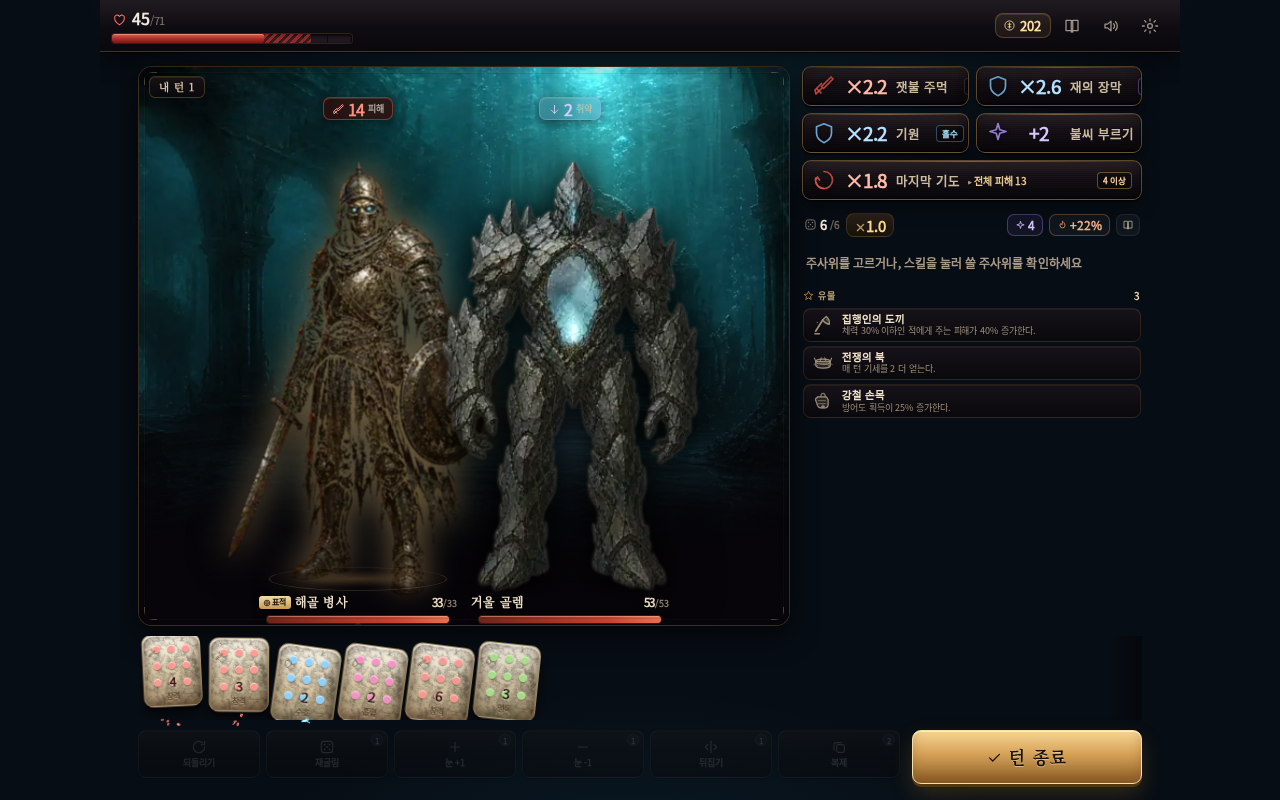 45/71
202
내 턴 1
14 피해
2 취약
×2.2 잿불 주먹
×2.6 재의 장막
×2.2 기원 흡수
+2 불씨 부르기
×1.8 마지막 기도 ▸전체 피해 13 4 이상
6/6 ×1.0 4 +22%
주사위를 고르거나, 스킬을 눌러 쓸 주사위를 확인하세요
유물 3
집행인의 도끼
체력 30% 이하인 적에게 주는 피해가 40% 증가한다.
전쟁의 북
매 턴 기세를 2 더 얻는다.
강철 손목
방어도 획득이 25% 증가한다.
표적 해골 병사 33/33
거울 골렘 53/53
4 3 2 2 6 3
되돌리기
재굴림 1
눈 +1 1
눈 -1 1
뒤집기 1
복제 2
턴 종료